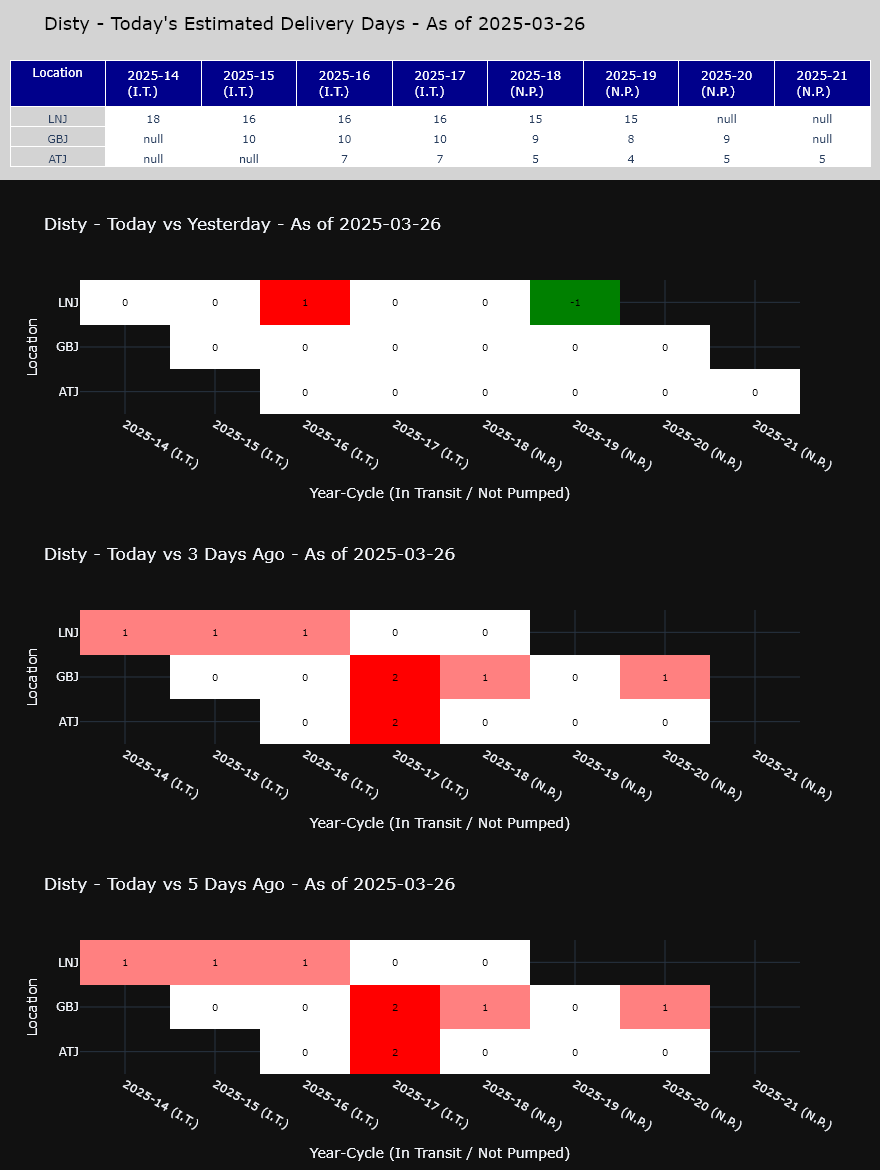 Disty - Today's Estimated Delivery Days - As of 2025-03-26
Location 2025-14 (I.T.) 2025-15 (I.T.) 2025-16 (I.T.) 2025-17 (I.T.) 2025-18 (N.P.) 2025-19 (N.P.) 2025-20 (N.P.) 2025-21 (N.P.)
LNJ 18 16 16 16 15 15 null null
GBJ null 10 10 10 9 8 9 null
ATJ null null 7 7 5 4 5 5
Disty - Today vs Yesterday - As of 2025-03-26
Location
LNJ 0 0 1 0 0 -1
GBJ 0 0 0 0 0 0
ATJ 0 0 0 0 0 0
2025-14 (I.T.) 2025-15 (I.T.) 2025-16 (I.T.) 2025-17 (I.T.) 2025-18 (N.P.) 2025-19 (N.P.) 2025-20 (N.P.) 2025-21 (N.P.)
Year-Cycle (In Transit / Not Pumped)
Disty - Today vs 3 Days Ago - As of 2025-03-26
Location
LNJ 1 1 1 0 0
GBJ 0 0 2 1 0 1
ATJ 0 2 0 0 0
2025-14 (I.T.) 2025-15 (I.T.) 2025-16 (I.T.) 2025-17 (I.T.) 2025-18 (N.P.) 2025-19 (N.P.) 2025-20 (N.P.) 2025-21 (N.P.)
Year-Cycle (In Transit / Not Pumped)
Disty - Today vs 5 Days Ago - As of 2025-03-26
Location
LNJ 1 1 1 0 0
GBJ 0 0 2 1 0 1
ATJ 0 2 0 0 0
2025-14 (I.T.) 2025-15 (I.T.) 2025-16 (I.T.) 2025-17 (I.T.) 2025-18 (N.P.) 2025-19 (N.P.) 2025-20 (N.P.) 2025-21 (N.P.)
Year-Cycle (In Transit / Not Pumped)